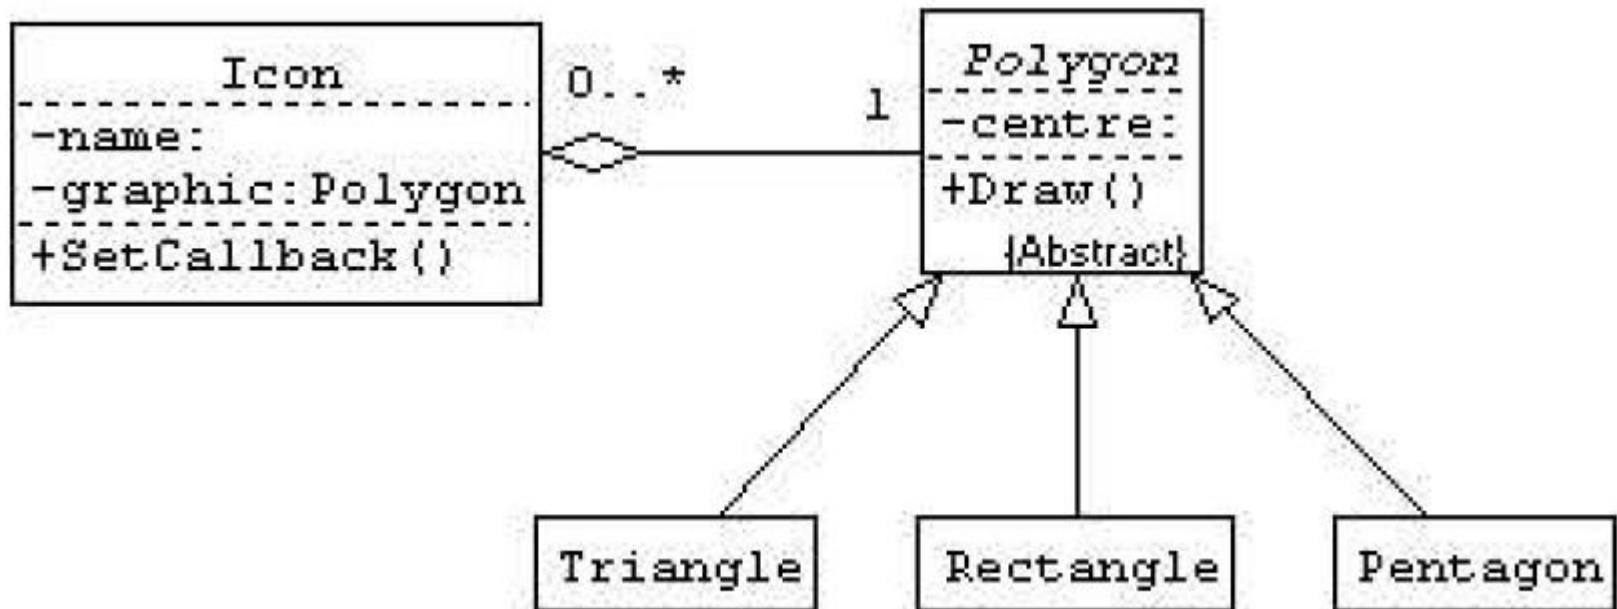 Icon
-name:
-graphic:Polygon
+SetCallback()
0..*
1
Polygon
-centre:
+Draw()
{Abstract}
Triangle
Rectangle
Pentagon